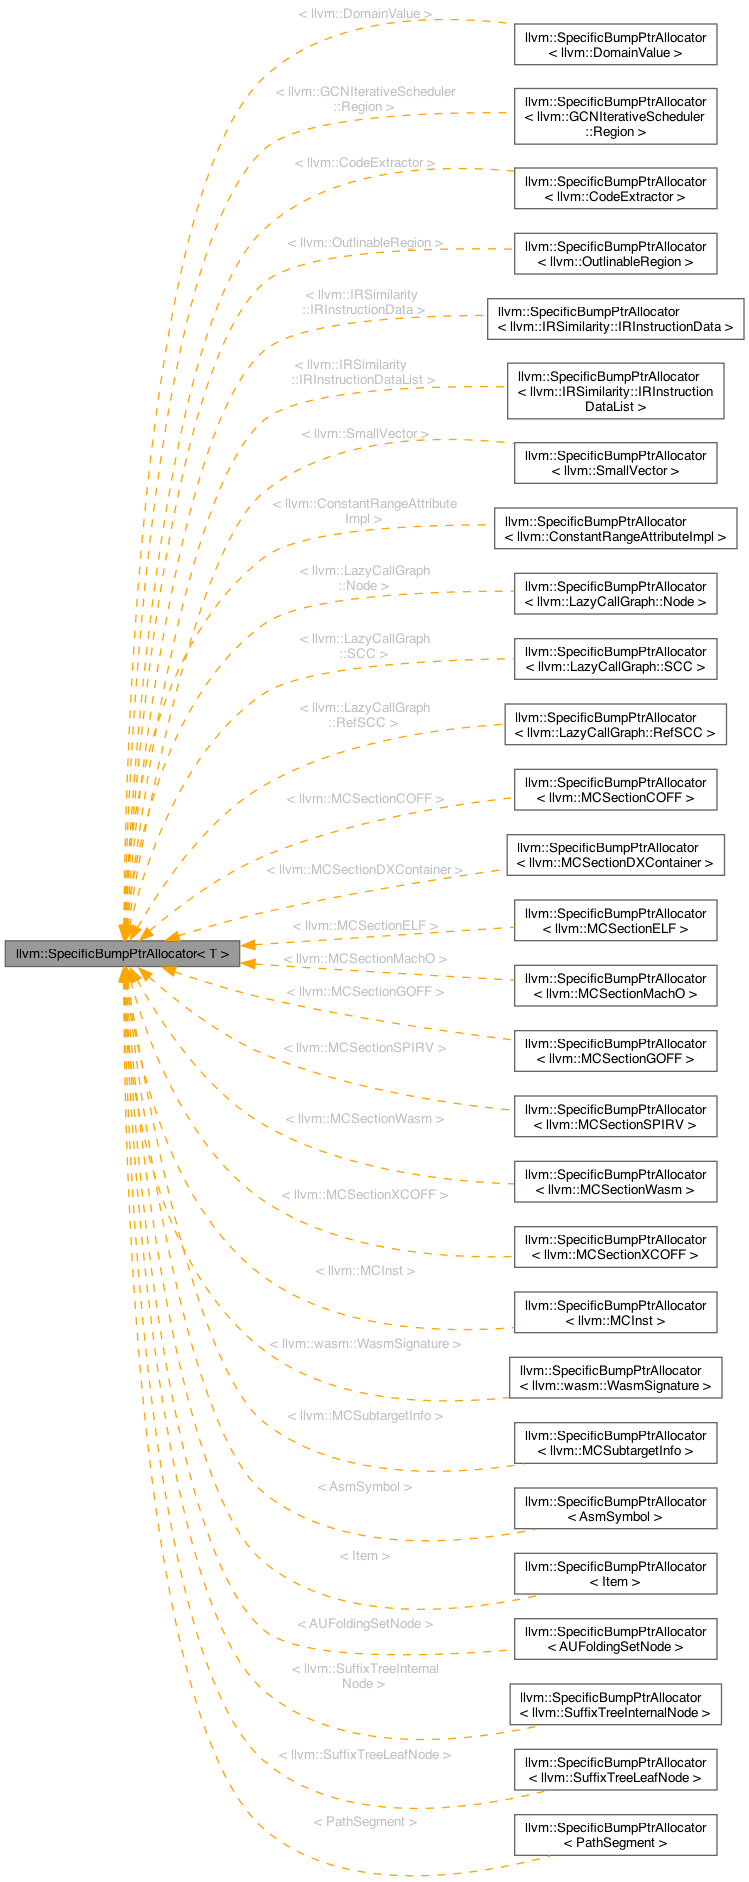 < llvm::DomainValue >
llvm::SpecificBumpPtrAllocator
< llvm::DomainValue >
< llvm::GCNIterativeScheduler
::Region >
llvm::SpecificBumpPtrAllocator
< llvm::GCNIterativeScheduler
::Region >
< llvm::CodeExtractor >
llvm::SpecificBumpPtrAllocator
< llvm::CodeExtractor >
< llvm::OutlinableRegion >
llvm::SpecificBumpPtrAllocator
< llvm::OutlinableRegion >
< llvm::IRSimilarity
::IRInstructionData >
llvm::SpecificBumpPtrAllocator
< llvm::IRSimilarity::IRInstructionData >
< llvm::IRSimilarity
::IRInstructionDataList >
llvm::SpecificBumpPtrAllocator
< llvm::IRSimilarity::IRInstruction
DataList >
< llvm::SmallVector >
llvm::SpecificBumpPtrAllocator
< llvm::SmallVector >
< llvm::ConstantRangeAttribute
Impl >
llvm::SpecificBumpPtrAllocator
< llvm::ConstantRangeAttributeImpl >
< llvm::LazyCallGraph
::Node >
llvm::SpecificBumpPtrAllocator
< llvm::LazyCallGraph::Node >
< llvm::LazyCallGraph
::SCC >
llvm::SpecificBumpPtrAllocator
< llvm::LazyCallGraph::SCC >
< llvm::LazyCallGraph
::RefSCC >
llvm::SpecificBumpPtrAllocator
< llvm::LazyCallGraph::RefSCC >
< llvm::MCSectionCOFF >
llvm::SpecificBumpPtrAllocator
< llvm::MCSectionCOFF >
< llvm::MCSectionDXContainer >
llvm::SpecificBumpPtrAllocator
< llvm::MCSectionDXContainer >
< llvm::MCSectionELF >
llvm::SpecificBumpPtrAllocator
< llvm::MCSectionELF >
llvm::SpecificBumpPtrAllocator< T >
< llvm::MCSectionMachO >
llvm::SpecificBumpPtrAllocator
< llvm::MCSectionMachO >
< llvm::MCSectionGOFF >
llvm::SpecificBumpPtrAllocator
< llvm::MCSectionGOFF >
< llvm::MCSectionSPIRV >
llvm::SpecificBumpPtrAllocator
< llvm::MCSectionSPIRV >
< llvm::MCSectionWasm >
llvm::SpecificBumpPtrAllocator
< llvm::MCSectionWasm >
< llvm::MCSectionXCOFF >
llvm::SpecificBumpPtrAllocator
< llvm::MCSectionXCOFF >
< llvm::MCInst >
llvm::SpecificBumpPtrAllocator
< llvm::MCInst >
< llvm::wasm::WasmSignature >
llvm::SpecificBumpPtrAllocator
< llvm::wasm::WasmSignature >
< llvm::MCSubtargetInfo >
llvm::SpecificBumpPtrAllocator
< llvm::MCSubtargetInfo >
< AsmSymbol >
llvm::SpecificBumpPtrAllocator
< AsmSymbol >
< Item >
llvm::SpecificBumpPtrAllocator
< Item >
< AUFoldingSetNode >
llvm::SpecificBumpPtrAllocator
< AUFoldingSetNode >
< llvm::SuffixTreeInternal
Node >
llvm::SpecificBumpPtrAllocator
< llvm::SuffixTreeInternalNode >
< llvm::SuffixTreeLeafNode >
llvm::SpecificBumpPtrAllocator
< llvm::SuffixTreeLeafNode >
< PathSegment >
llvm::SpecificBumpPtrAllocator
< PathSegment >